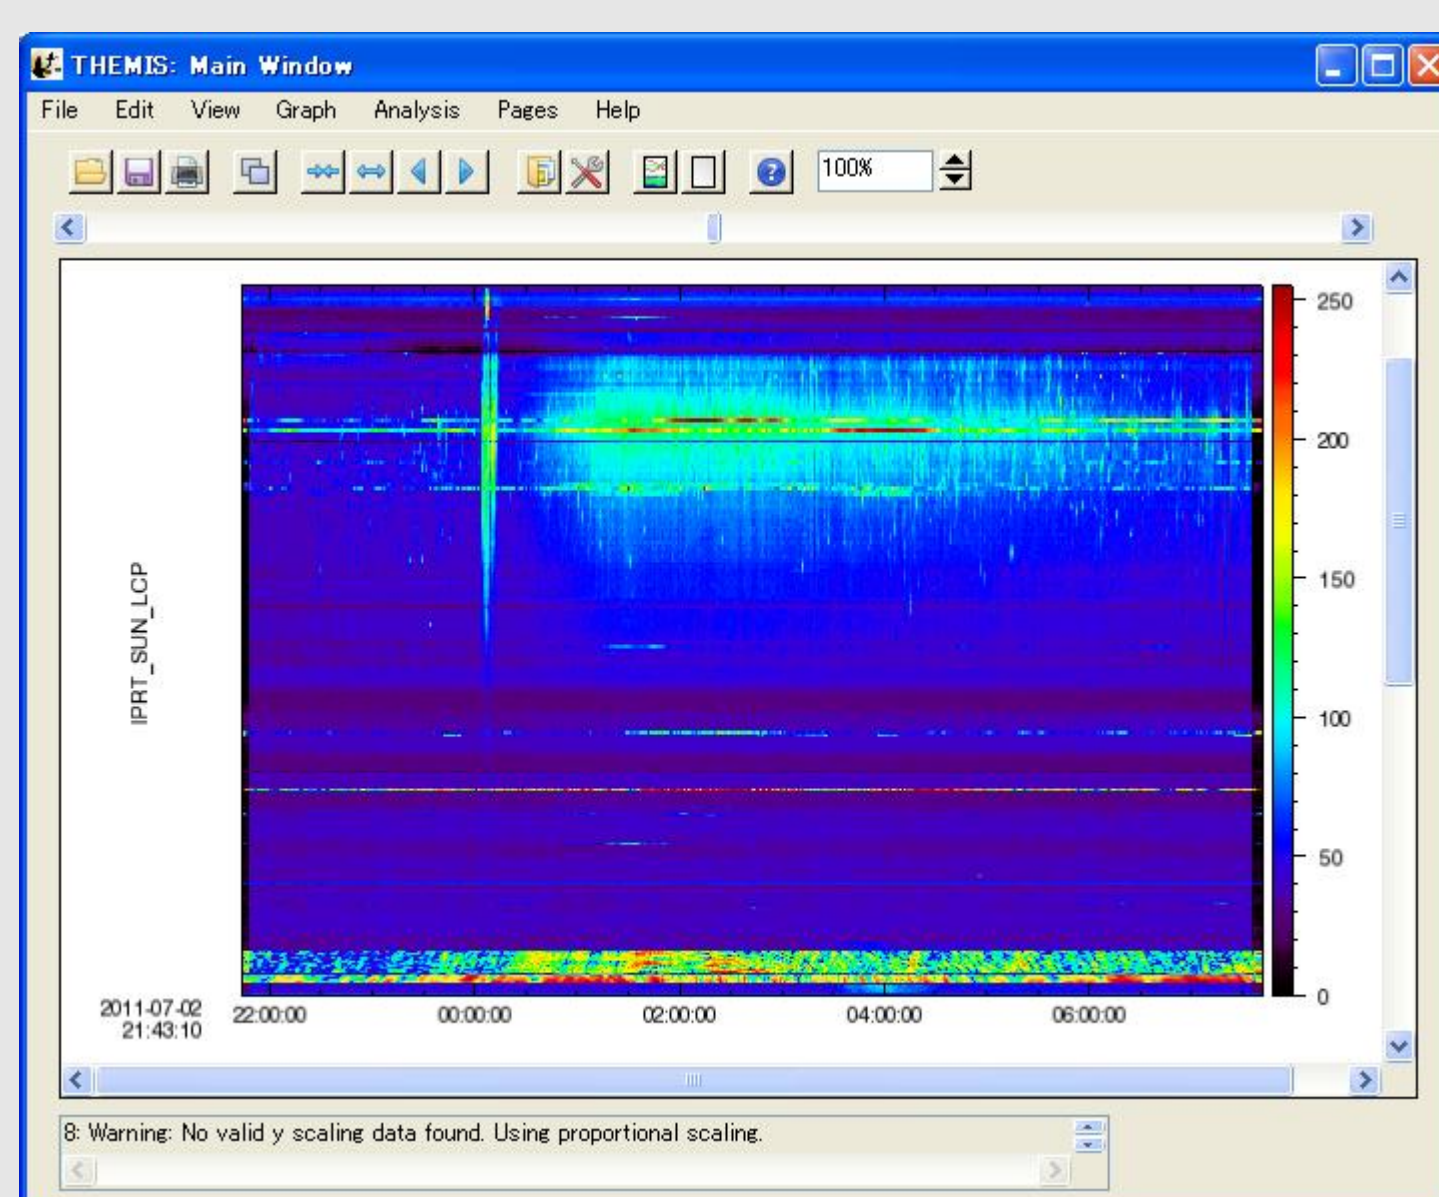 THEMIS: Main Window
File Edit View Graph Analysis Pages Help
100%
250
200
150
100
50
0
IPRT_SUN_LCP
2011-07-02
21:43:10
22:00:00 00:00:00 02:00:00 04:00:00 06:00:00
8: Warning: No valid y scaling data found. Using proportional scaling.